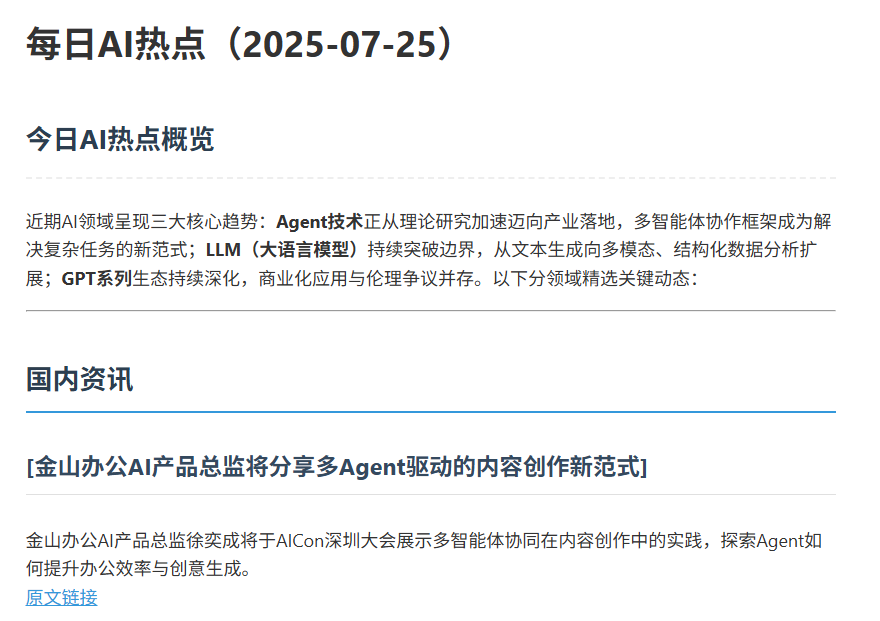 每日AI热点（2025-07-25）
今日AI热点概览
近期AI领域呈现三大核心趋势：Agent技术正从理论研究加速迈向产业落地，多智能体协作框架成为解
决复杂任务的新范式；LLM（大语言模型）持续突破边界，从文本生成向多模态、结构化数据分析扩
展；GPT系列生态持续深化，商业化应用与伦理争议并存。以下分领域精选关键动态：
国内资讯
[金山办公AI产品总监将分享多Agent驱动的内容创作新范式]
金山办公AI产品总监徐奕成将于AICon深圳大会展示多智能体协同在内容创作中的实践，探索Agent如
何提升办公效率与创意生成。
原文链接